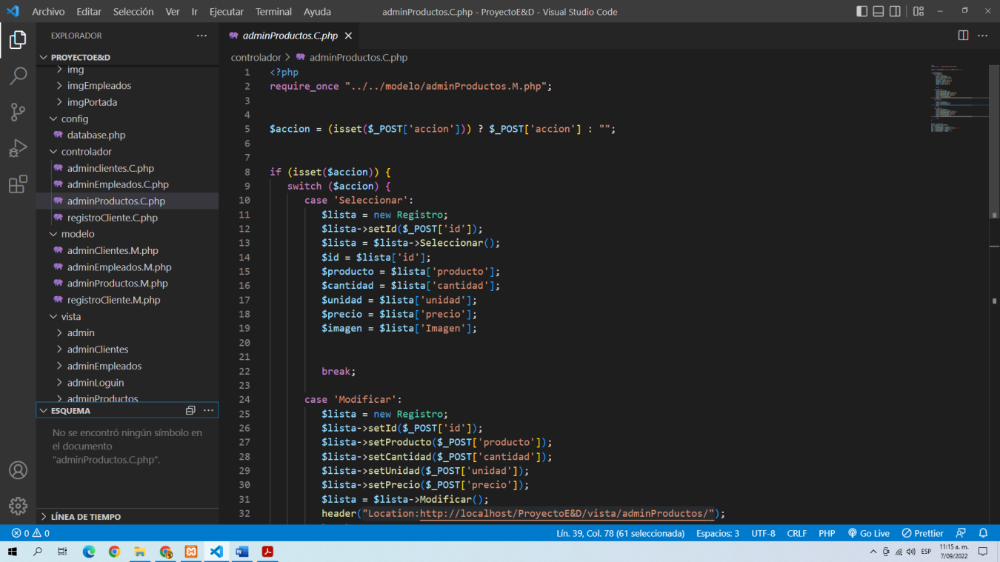 Archivo Editar Selección Ver Ir Ejecutar Terminal Ayuda
adminProductos.C.php - ProyectoE&D - Visual Studio Code
EXPLORADOR
PROYECTOE&D
img
imgEmpleados
imgPortada
config
database.php
controlador
adminclientes.C.php
adminEmpleados.C.php
adminProductos.C.php
registroCliente.C.php
modelo
adminClientes.M.php
adminEmpleados.M.php
adminProductos.M.php
registroCliente.M.php
vista
admin
adminClientes
adminEmpleados
adminLoguin
adminProductos
ESQUEMA
No se encontró ningún símbolo en
el documento
"adminProductos.C.php".
LÍNEA DE TIEMPO
adminProductos.C.php
controlador > adminProductos.C.php
1 <?php
2 require_once "../../modelo/adminProductos.M.php";
3
4
5 $accion = (isset($_POST['accion'])) ? $_POST['accion'] : "";
6
7
8 if (isset($accion)) {
9 switch ($accion) {
10 case 'Seleccionar':
11 $lista = new Registro;
12 $lista->setId($_POST['id']);
13 $lista = $lista->Seleccionar();
14 $id = $lista['id'];
15 $producto = $lista['producto'];
16 $cantidad = $lista['cantidad'];
17 $unidad = $lista['unidad'];
18 $precio = $lista['precio'];
19 $imagen = $lista['Imagen'];
20
21
22 break;
23
24 case 'Modificar':
25 $lista = new Registro;
26 $lista->setId($_POST['id']);
27 $lista->setProducto($_POST['producto']);
28 $lista->setCantidad($_POST['cantidad']);
29 $lista->setUnidad($_POST['unidad']);
30 $lista->setPrecio($_POST['precio']);
31 $lista = $lista->Modificar();
32 header("Location:http://localhost/ProyectoE&D/vista/adminProductos/");
0 0
Lín. 39, Col. 78 (61 seleccionada) Espacios: 3 UTF-8 CRLF PHP Go Live Prettier
ESP
11:15 a. m.
7/09/2022